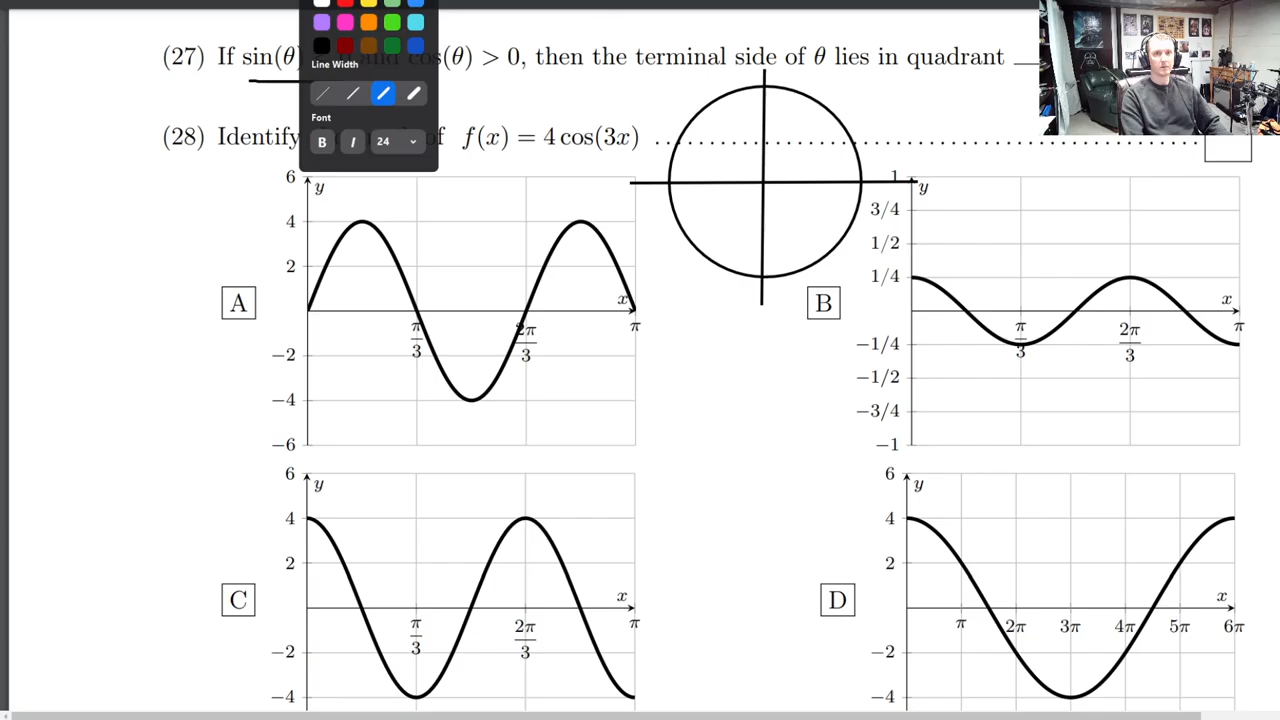 (27) If sin(θ) cos(θ) > 0, then the terminal side of θ lies in quadrant
Line Width
Font
B I 24
(28) Identify of f(x) = 4 cos(3x)
A
y
6
4
2
−2
−4
−6
x
π/3
2π/3
π
B
y
1
3/4
1/2
1/4
−1/4
−1/2
−3/4
−1
x
π/3
2π/3
π
C
y
6
4
2
−2
−4
x
π/3
2π/3
π
D
y
6
4
2
−2
−4
x
π
2π
3π
4π
5π
6π